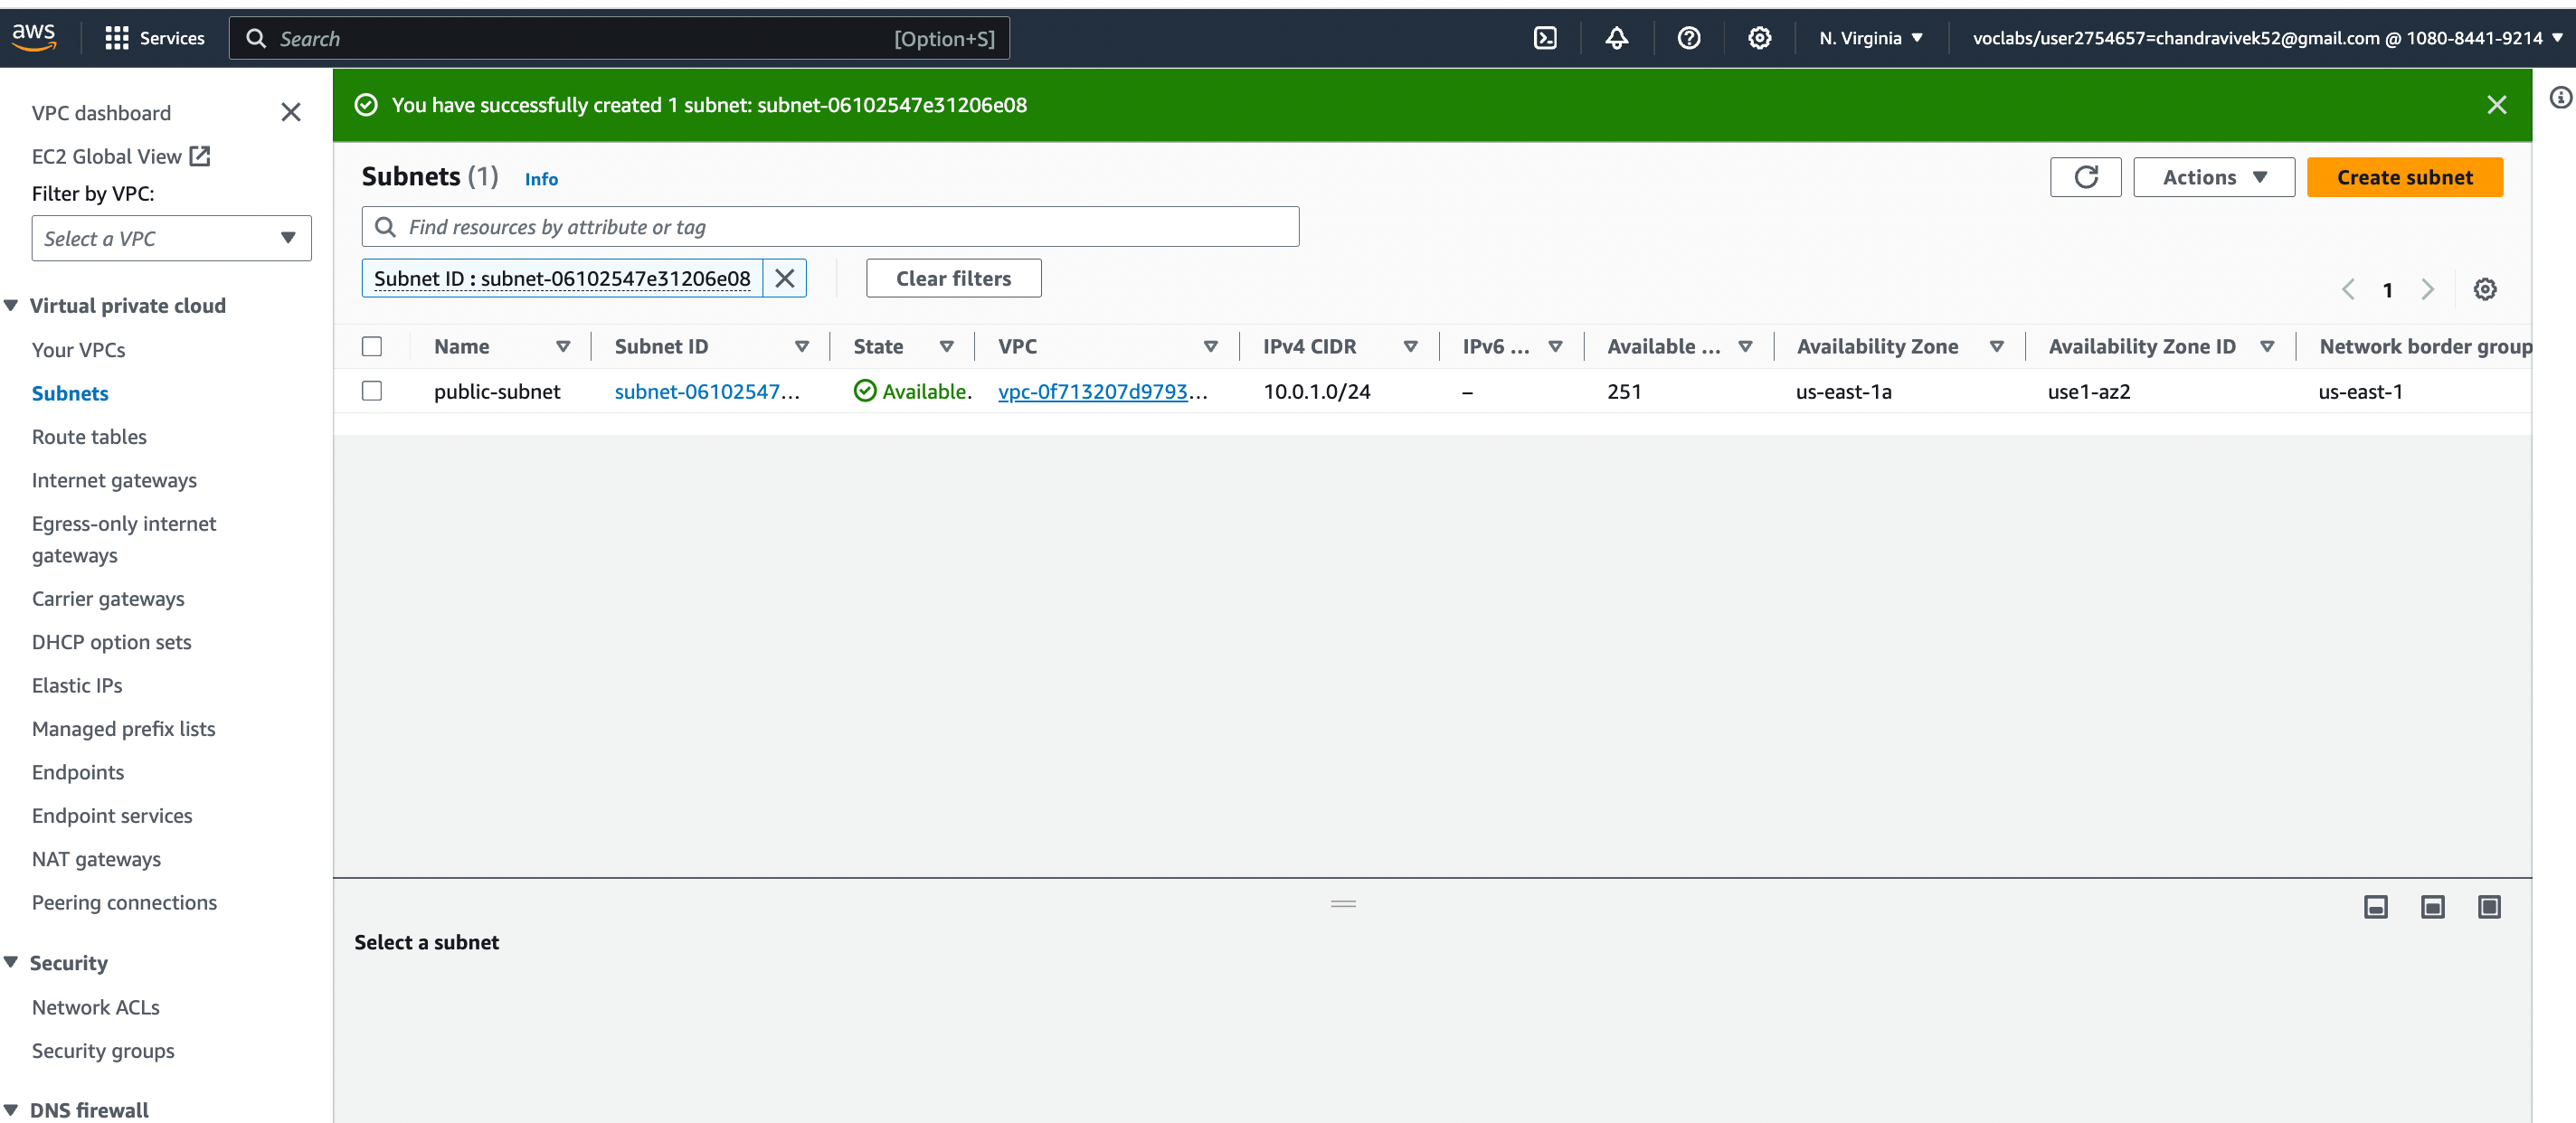 aws Services Search [Option+S] N. Virginia voclabs/user2754657=chandravivek52@gmail.com @ 1080-8441-9214
VPC dashboard
EC2 Global View
Filter by VPC:
Select a VPC
Virtual private cloud
Your VPCs
Subnets
Route tables
Internet gateways
Egress-only internet
gateways
Carrier gateways
DHCP option sets
Elastic IPs
Managed prefix lists
Endpoints
Endpoint services
NAT gateways
Peering connections
Security
Network ACLs
Security groups
DNS firewall
You have successfully created 1 subnet: subnet-06102547e31206e08
Subnets (1) Info
Actions Create subnet
Find resources by attribute or tag
Subnet ID : subnet-06102547e31206e08 Clear filters
1
Name Subnet ID State VPC IPv4 CIDR IPv6 ... Available ... Availability Zone Availability Zone ID Network border group
public-subnet subnet-06102547... Available. vpc-0f713207d9793... 10.0.1.0/24 – 251 us-east-1a use1-az2 us-east-1
Select a subnet